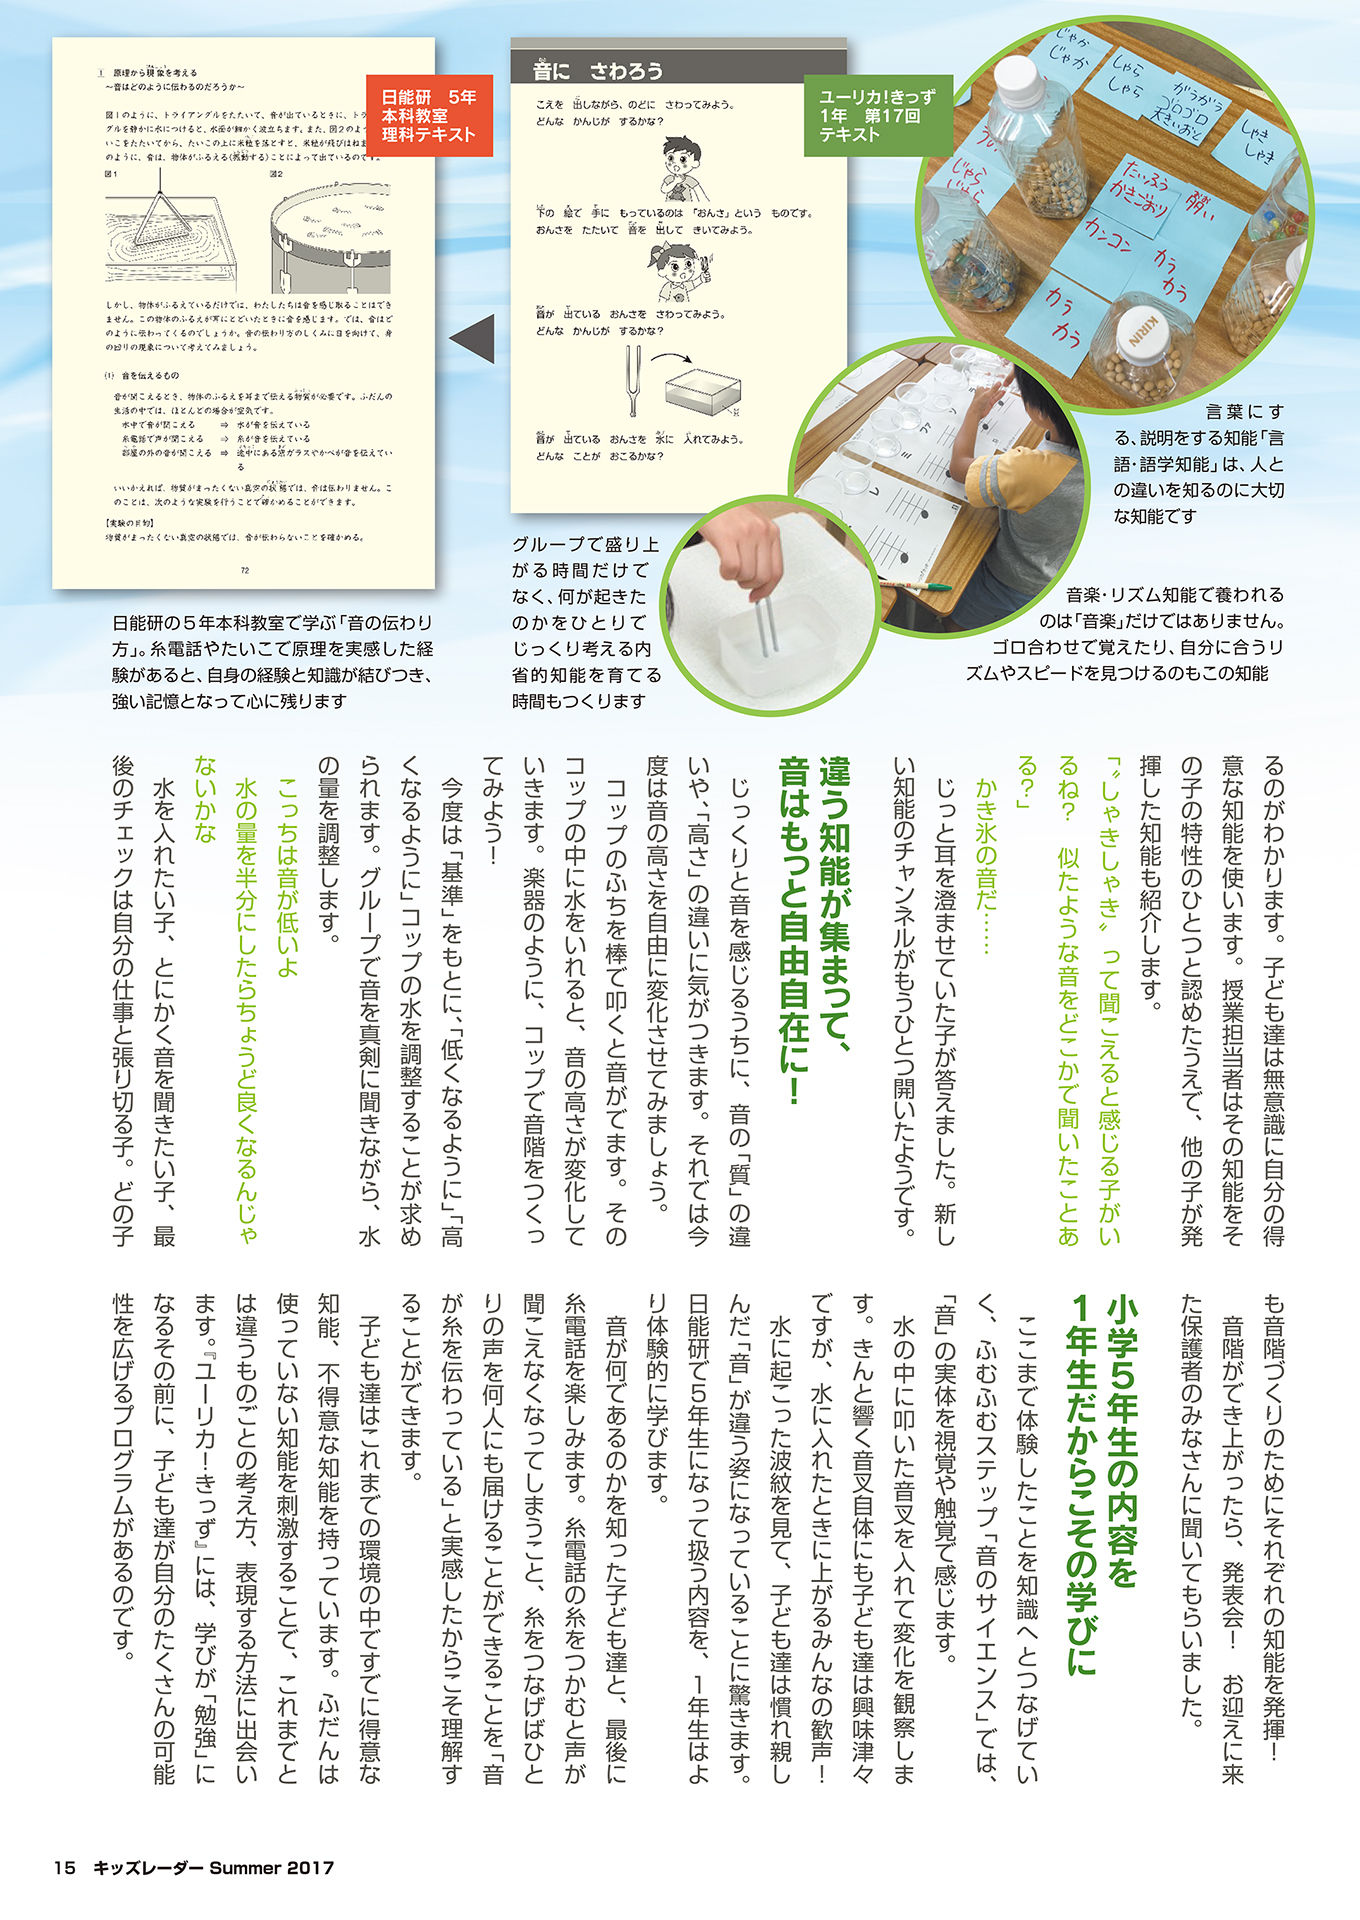 1 原理から現象を考える
～音はどのように伝わるのだろうか～
図1のように、トライアングルをたたいて、音が出ているときに、トラ
グルを静かに水につけると、水面が細かく波立ちます。また、図2のよう
いこをたたいてから、たいこの上に米粒を落とすと、米粒が飛びはね
のように、音は、物体がふるえる(振動する)ことによって出ているのです。
図1
図2
しかし、物体がふるえているだけでは、わたしたちは音を感じ取ることはでき
ません。この物体のふるえが耳にとどいたときに音を感じます。では、音はど
のように伝わってくるのでしょうか。音の伝わり方のしくみに目を向けて、身
の回りの現象について考えてみましょう。
(1) 音を伝えるもの
音が聞こえるとき、物体のふるえを耳まで伝える物質が必要です。ふだんの
生活の中では、ほとんどの場合が空気です。
水中で音が聞こえる ⇒ 水が音を伝えている
糸電話で声が聞こえる ⇒ 糸が音を伝えている
部屋の外の音が聞こえる ⇒ 途中にある窓ガラスやかべが音を伝えてい
る
いいかえれば、物質がまったくない真空の状態では、音は伝わりません。こ
のことは、次のような実験を行うことで確かめることができます。
【実験の目的】
物質がまったくない真空の状態では、音が伝わらないことを確かめる。
72
日能研 5年
本科教室
理科テキスト
日能研の5年本科教室で学ぶ「音の伝わり
方」。糸電話やたいこで原理を実感した経
験があると、自身の経験と知識が結びつき、
強い記憶となって心に残ります
音に さわろう
こえを 出しながら、のどに さわってみよう。
どんな かんじが するかな？
下の 絵で 手に もっているのは 「おんさ」という ものです。
おんさを たたいて 音を 出して きいてみよう。
音が 出ている おんさを さわってみよう。
どんな かんじが するかな？
水
音が 出ている おんさを 水に 入れてみよう。
どんな ことが おこるかな？
ユーリカ！きっず
1年 第17回
テキスト
グループで盛り上
がる時間だけで
なく、何が起きた
のかをひとりで
じっくり考える内
省的知能を育てる
時間もつくります
じゃか
じゃか
しゃら
しゃら
がらがら
ゴロゴロ
大きいおと
しゃき
しゃき
じゃら
じゃら
たいふう
かきごおり
カンコン
カラ
カラ
カラ
カラ
KIRIN
言葉にす
る、説明をする知能「言
語・語学知能」は、人と
の違いを知るのに大切
な知能です
音楽・リズム知能で養われる
のは「音楽」だけではありません。
ゴロ合わせで覚えたり、自分に合うリ
ズムやスピードを見つけるのもこの知能
るのがわかります。子ども達は無意識に自分の得
意な知能を使います。授業担当者はその知能をそ
の子の特性のひとつと認めたうえで、他の子が発
揮した知能も紹介します。
「〝しゃきしゃき〟って聞こえると感じる子がい
るね？ 似たような音をどこかで聞いたことあ
る？」
かき氷の音だ……
じっと耳を澄ませていた子が答えました。新し
い知能のチャンネルがもうひとつ開いたようです。
違う知能が集まって、
音はもっと自由自在に！
じっくりと音を感じるうちに、音の「質」の違
いや、「高さ」の違いに気がつきます。それでは今
度は音の高さを自由に変化させてみましょう。
コップのふちを棒で叩くと音がでます。その
コップの中に水をいれると、音の高さが変化して
いきます。楽器のように、コップで音階をつくっ
てみよう！
今度は「基準」をもとに、「低くなるように」「高
くなるように」コップの水を調整することが求め
られます。グループで音を真剣に聞きながら、水
の量を調整します。
こっちは音が低いよ
水の量を半分にしたらちょうど良くなるんじゃ
ないかな
水を入れたい子、とにかく音を聞きたい子、最
後のチェックは自分の仕事と張り切る子。どの子
も音階づくりのためにそれぞれの知能を発揮！
音階ができ上がったら、発表会！ お迎えに来
た保護者のみなさんに聞いてもらいました。
小学5年生の内容を
1年生だからこその学びに
ここまで体験したことを知識へとつなげてい
く、ふむふむステップ「音のサイエンス」では、
「音」の実体を視覚や触覚で感じます。
水の中に叩いた音叉を入れて変化を観察しま
す。きんと響く音叉自体にも子ども達は興味津々
ですが、水に入れたときに上がるみんなの歓声！
水に起こった波紋を見て、子ども達は慣れ親し
んだ「音」が違う姿になっていることに驚きます。
日能研で5年生になって扱う内容を、1年生はよ
り体験的に学びます。
音が何であるのかを知った子ども達と、最後に
糸電話を楽しみます。糸電話の糸をつかむと声が
聞こえなくなってしまうこと、糸をつなげばひと
りの声を何人にも届けることができることを「音
が糸を伝わっている」と実感したからこそ理解す
ることができます。
子ども達はこれまでの環境の中ですでに得意な
知能、不得意な知能を持っています。ふだんは
使っていない知能を刺激することで、これまでと
は違うものごとの考え方、表現する方法に出会い
ます。『ユーリカ！きっず』には、学びが「勉強」に
なるその前に、子ども達が自分のたくさんの可能
性を広げるプログラムがあるのです。
15 キッズレーダー Summer 2017